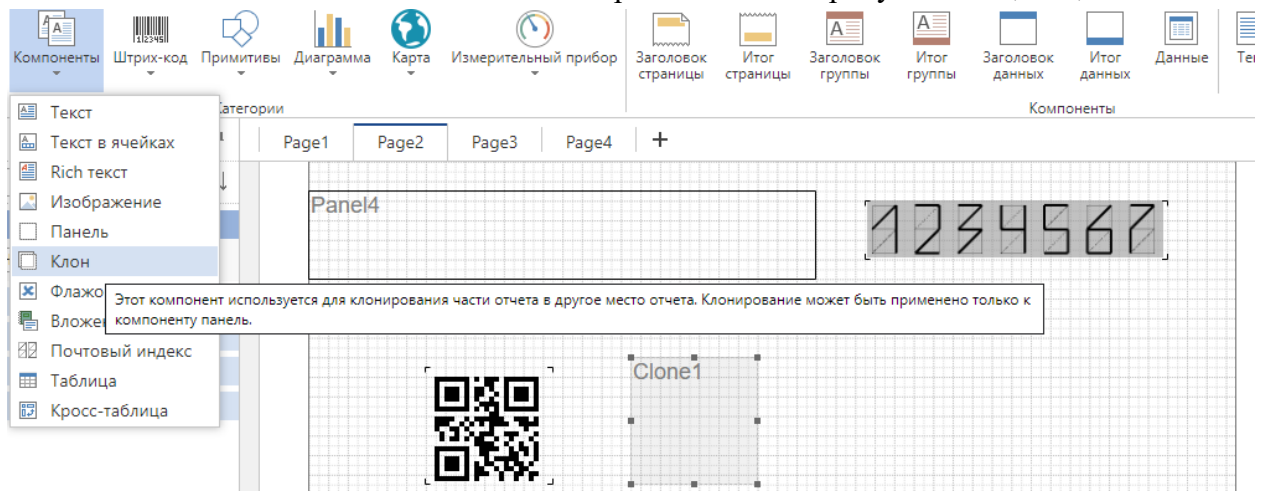 Компоненты Штрих-код Примитивы Диаграмма Карта Измерительный прибор Заголовок страницы Итог страницы Заголовок группы Итог группы Заголовок данных Итог данных Данные
12345
Категории
Компоненты
Текст
Текст в ячейках
Rich текст
Изображение
Панель
Клон
Почтовый индекс
Таблица
Кросс-таблица
Page1 Page2 Page3 Page4 +
Panel4
1234567
Этот компонент используется для клонирования части отчета в другое место отчета. Клонирование может быть применено только к
компоненту панель.
Clone1